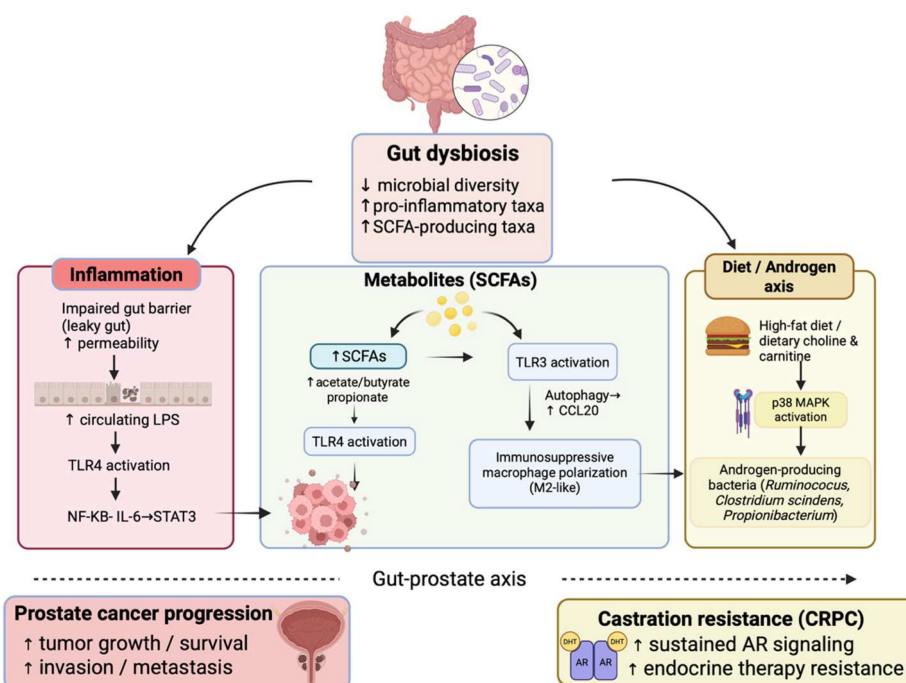 Gut dysbiosis
↓ microbial diversity
↑pro-inflammatory taxa
↑SCFA-producing taxa
Inflammation
Impaired gut barrier
(leaky gut)
↑ permeability
↑ circulating LPS
TLR4 activation
NF-KB- IL-6→STAT3
Metabolites (SCFAs)
↑SCFAs
↑ acetate/butyrate
propionate
TLR4 activation
TLR3 activation
Autophagy→
↑ CCL20
Immunosuppressive
macrophage polarization
(M2-like)
Diet / Androgen
axis
High-fat diet /
dietary choline &
carnitine
p38 MAPK
activation
Androgen-producing
bacteria (Ruminococus,
Clostridium scindens,
Propionibacterium)
Gut-prostate axis
Prostate cancer progression
↑ tumor growth / survival
↑ invasion / metastasis
Castration resistance (CRPC)
DHT DHT
AR AR
↑ sustained AR signaling
↑ endocrine therapy resistance